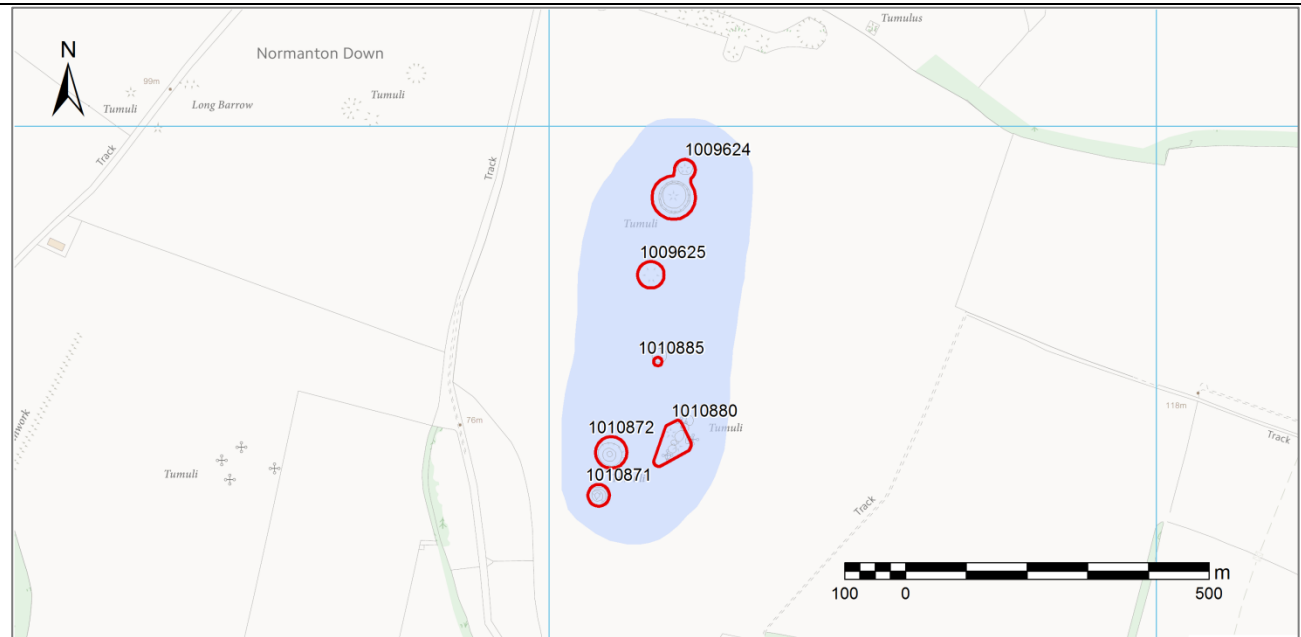 Tumulus
N
Normanton Down
99m
Tumuli
Long Barrow
Tumuli
Track
Track
1009624
Tumuli
1009625
1010885
1010880
Tumuli
1010872
1010871
76m
Tumuli
118m
Track
Track
m
100 0 500